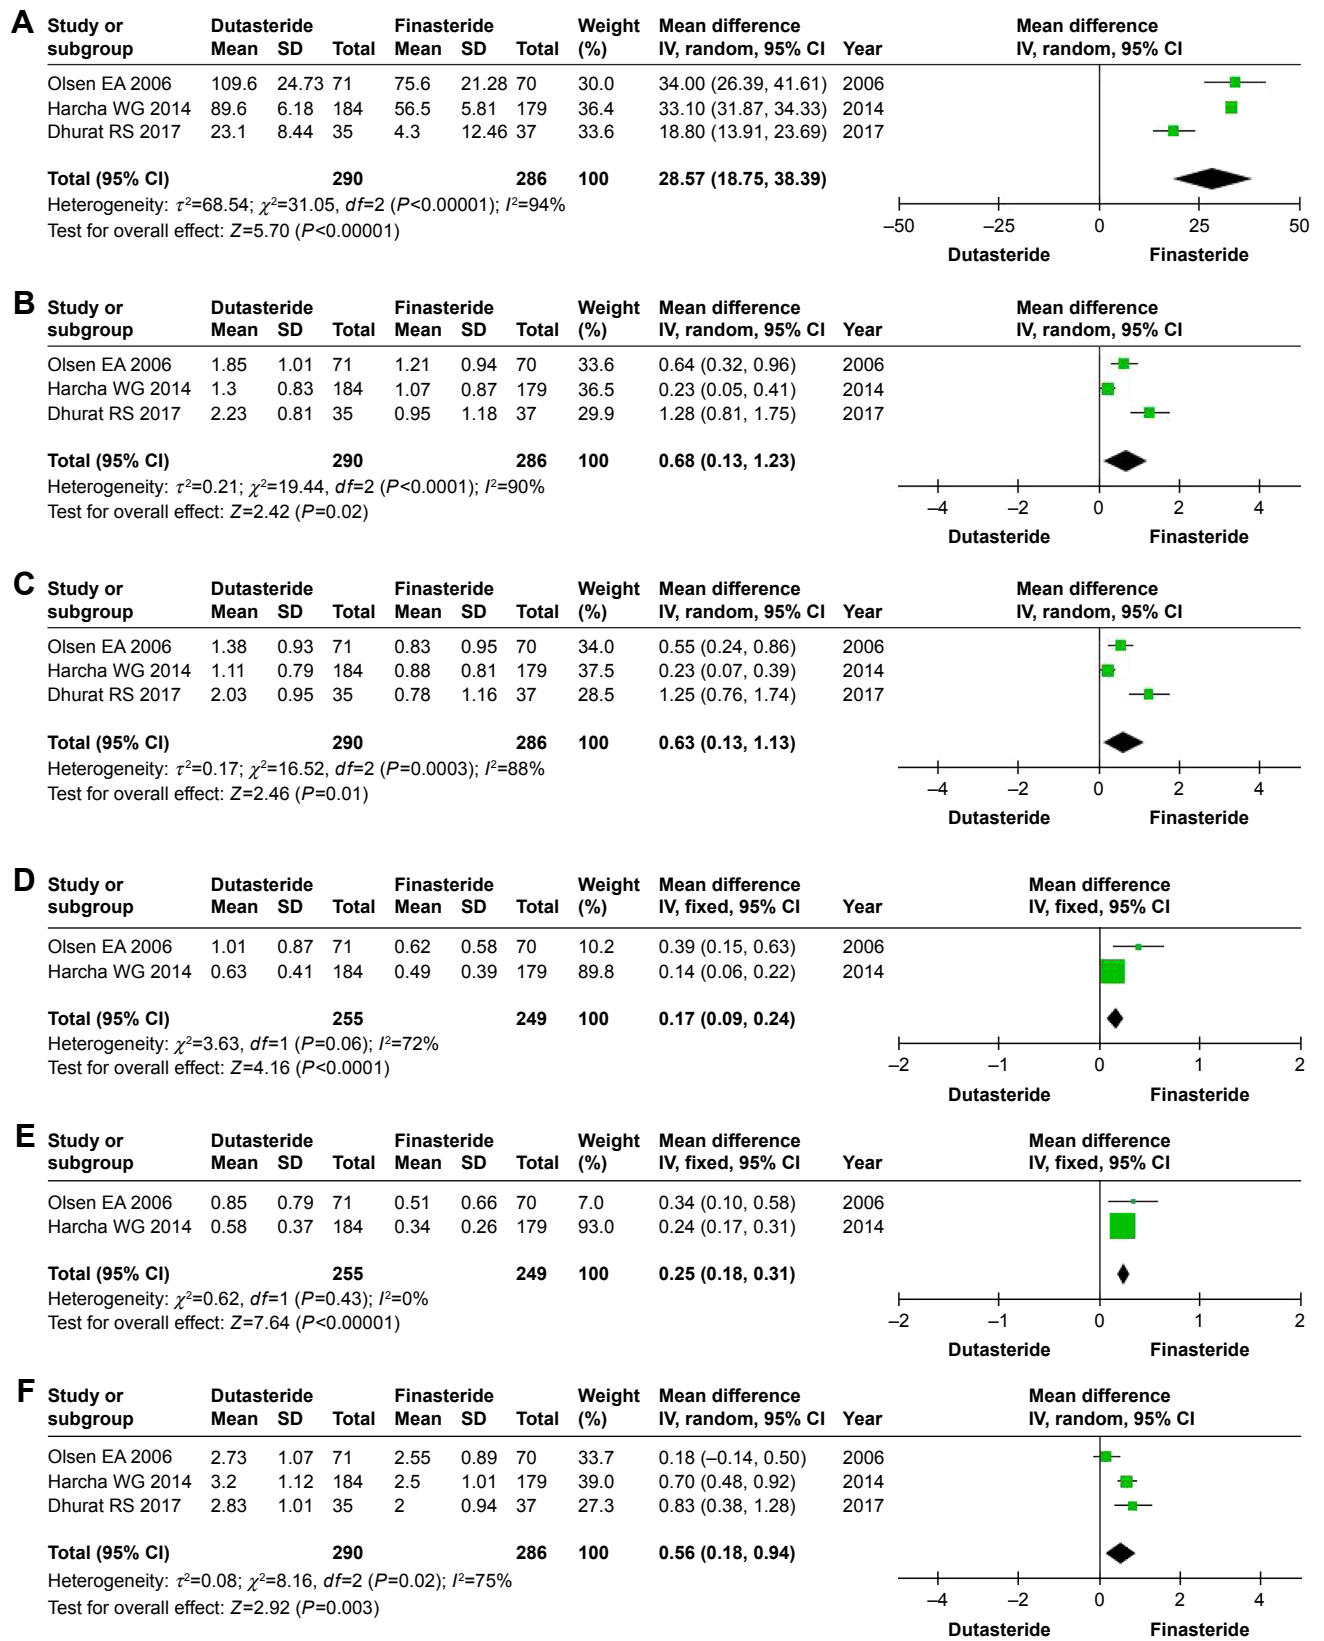 A Study or Dutasteride Finasteride Weight Mean difference Mean difference
subgroup Mean SD Total Mean SD Total (%) IV, random, 95% CI Year IV, random, 95% CI
Olsen EA 2006 109.6 24.73 71 75.6 21.28 70 30.0 34.00 (26.39, 41.61) 2006
Harcha WG 2014 89.6 6.18 184 56.5 5.81 179 36.4 33.10 (31.87, 34.33) 2014
Dhurat RS 2017 23.1 8.44 35 4.3 12.46 37 33.6 18.80 (13.91, 23.69) 2017
Total (95% CI) 290 286 100 28.57 (18.75, 38.39)
Heterogeneity: τ²=68.54; χ²=31.05, df=2 (P<0.00001); I²=94%
–50 –25 0 25 50
Test for overall effect: Z=5.70 (P<0.00001)
Dutasteride Finasteride
B Study or Dutasteride Finasteride Weight Mean difference Mean difference
subgroup Mean SD Total Mean SD Total (%) IV, random, 95% CI Year IV, random, 95% CI
Olsen EA 2006 1.85 1.01 71 1.21 0.94 70 33.6 0.64 (0.32, 0.96) 2006
Harcha WG 2014 1.3 0.83 184 1.07 0.87 179 36.5 0.23 (0.05, 0.41) 2014
Dhurat RS 2017 2.23 0.81 35 0.95 1.18 37 29.9 1.28 (0.81, 1.75) 2017
Total (95% CI) 290 286 100 0.68 (0.13, 1.23)
Heterogeneity: τ²=0.21; χ²=19.44, df=2 (P<0.0001); I²=90%
–4 –2 0 2 4
Test for overall effect: Z=2.42 (P=0.02)
Dutasteride Finasteride
C Study or Dutasteride Finasteride Weight Mean difference Mean difference
subgroup Mean SD Total Mean SD Total (%) IV, random, 95% CI Year IV, random, 95% CI
Olsen EA 2006 1.38 0.93 71 0.83 0.95 70 34.0 0.55 (0.24, 0.86) 2006
Harcha WG 2014 1.11 0.79 184 0.88 0.81 179 37.5 0.23 (0.07, 0.39) 2014
Dhurat RS 2017 2.03 0.95 35 0.78 1.16 37 28.5 1.25 (0.76, 1.74) 2017
Total (95% CI) 290 286 100 0.63 (0.13, 1.13)
Heterogeneity: τ²=0.17; χ²=16.52, df=2 (P=0.0003); I²=88%
–4 –2 0 2 4
Test for overall effect: Z=2.46 (P=0.01)
Dutasteride Finasteride
D Study or Dutasteride Finasteride Weight Mean difference Mean difference
subgroup Mean SD Total Mean SD Total (%) IV, fixed, 95% CI Year IV, fixed, 95% CI
Olsen EA 2006 1.01 0.87 71 0.62 0.58 70 10.2 0.39 (0.15, 0.63) 2006
Harcha WG 2014 0.63 0.41 184 0.49 0.39 179 89.8 0.14 (0.06, 0.22) 2014
Total (95% CI) 255 249 100 0.17 (0.09, 0.24)
Heterogeneity: χ²=3.63, df=1 (P=0.06); I²=72%
–2 –1 0 1 2
Test for overall effect: Z=4.16 (P<0.0001)
Dutasteride Finasteride
E Study or Dutasteride Finasteride Weight Mean difference Mean difference
subgroup Mean SD Total Mean SD Total (%) IV, fixed, 95% CI Year IV, fixed, 95% CI
Olsen EA 2006 0.85 0.79 71 0.51 0.66 70 7.0 0.34 (0.10, 0.58) 2006
Harcha WG 2014 0.58 0.37 184 0.34 0.26 179 93.0 0.24 (0.17, 0.31) 2014
Total (95% CI) 255 249 100 0.25 (0.18, 0.31)
Heterogeneity: χ²=0.62, df=1 (P=0.43); I²=0%
–2 –1 0 1 2
Test for overall effect: Z=7.64 (P<0.00001)
Dutasteride Finasteride
F Study or Dutasteride Finasteride Weight Mean difference Mean difference
subgroup Mean SD Total Mean SD Total (%) IV, random, 95% CI Year IV, random, 95% CI
Olsen EA 2006 2.73 1.07 71 2.55 0.89 70 33.7 0.18 (–0.14, 0.50) 2006
Harcha WG 2014 3.2 1.12 184 2.5 1.01 179 39.0 0.70 (0.48, 0.92) 2014
Dhurat RS 2017 2.83 1.01 35 2 0.94 37 27.3 0.83 (0.38, 1.28) 2017
Total (95% CI) 290 286 100 0.56 (0.18, 0.94)
Heterogeneity: τ²=0.08; χ²=8.16, df=2 (P=0.02); I²=75%
–4 –2 0 2 4
Test for overall effect: Z=2.92 (P=0.003)
Dutasteride Finasteride